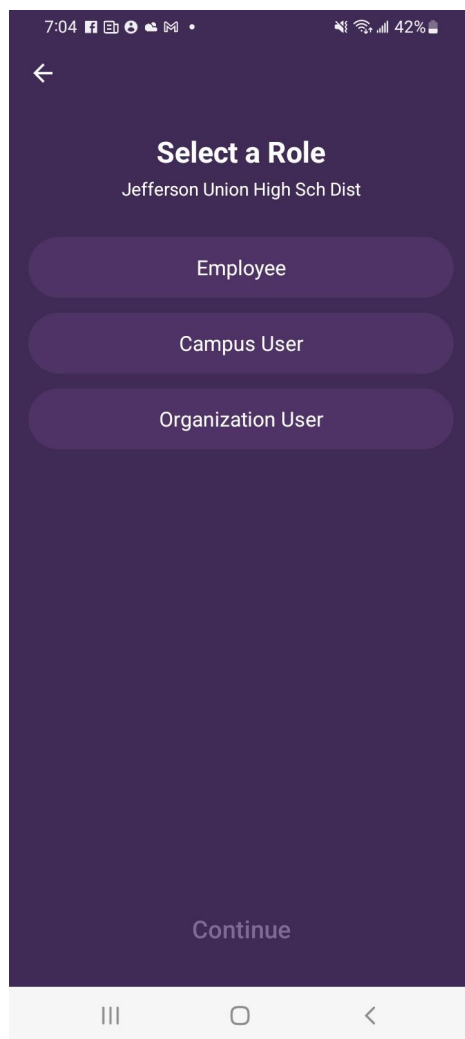 7:04
42%
Select a Role
Jefferson Union High Sch Dist
Employee
Campus User
Organization User
Continue